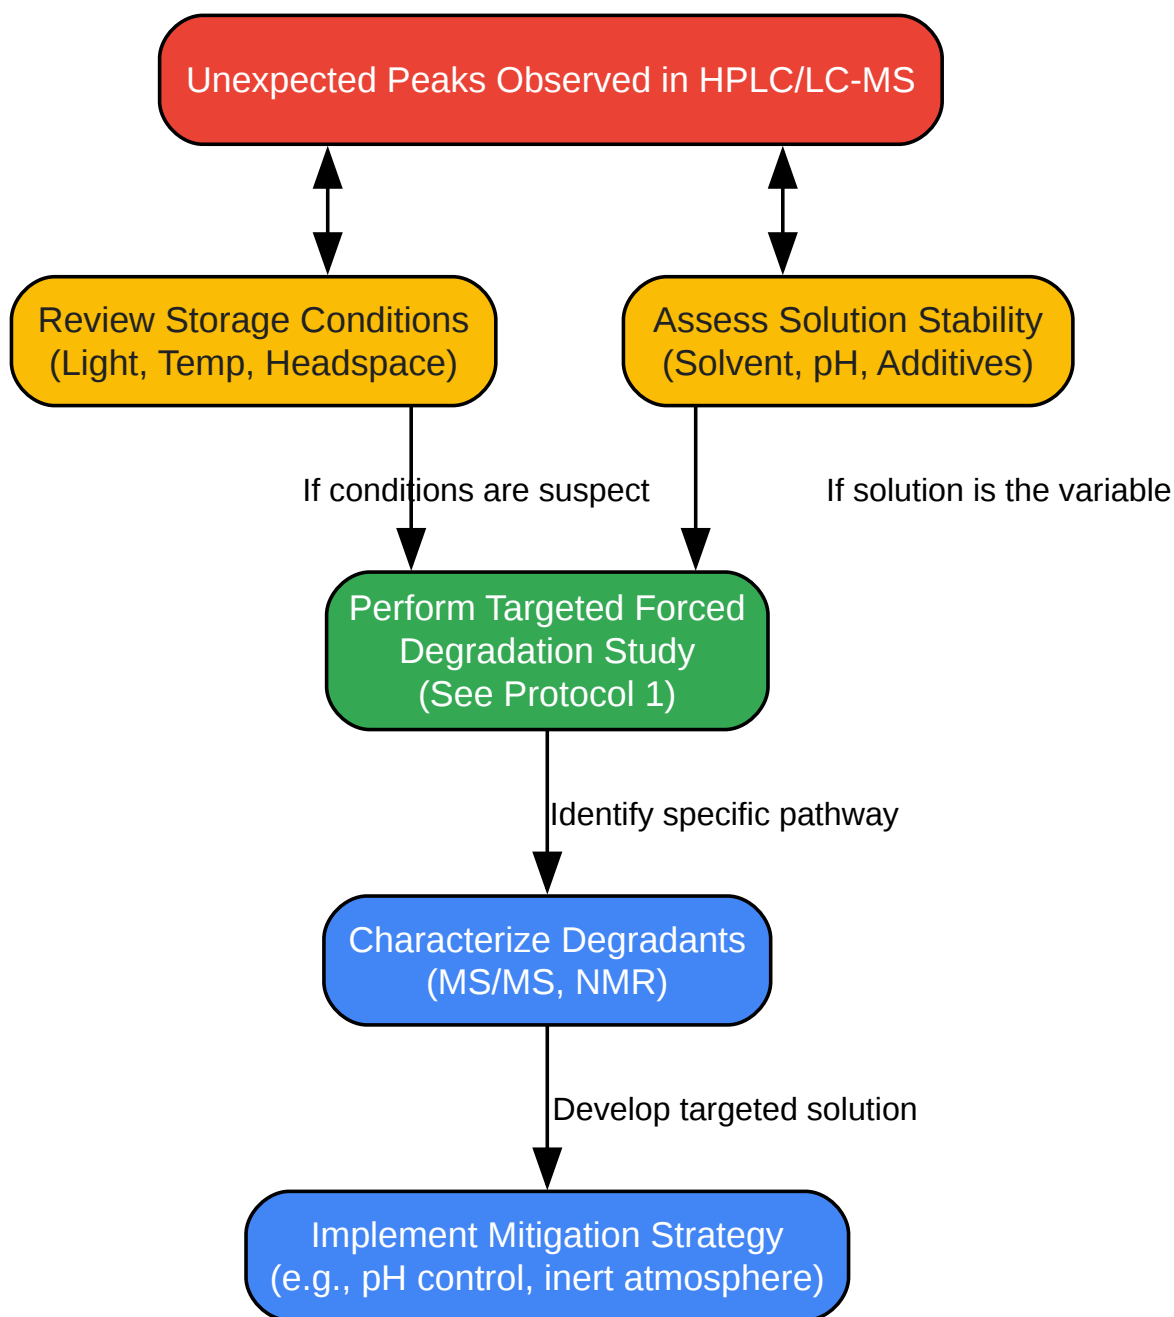 Unexpected Peaks Observed in HPLC/LC-MS
Review Storage Conditions
(Light, Temp, Headspace)
Assess Solution Stability
(Solvent, pH, Additives)
If conditions are suspect
If solution is the variable
Perform Targeted Forced
Degradation Study
(See Protocol 1)
Identify specific pathway
Characterize Degradants
(MS/MS, NMR)
Develop targeted solution
Implement Mitigation Strategy
(e.g., pH control, inert atmosphere)